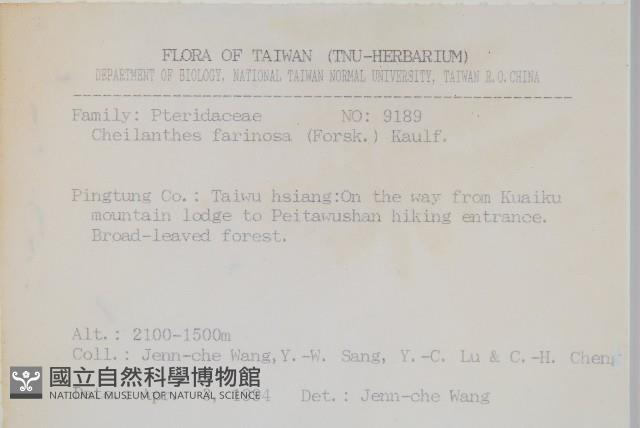 FLORA OF TAIWAN (TNU-HERBARIUM)
DEPARTMENT OF BIOLOGY, NATIONAL TAIWAN NORMAL UNIVERSITY, TAIWAN R.O.CHINA
Family: Pteridaceae NO: 9189
Cheilanthes farinosa (Forsk.) Kaulf.
Pingtung Co.: Taiwu hsiang:On the way from Kuaiku
mountain lodge to Peitawushan hiking entrance.
Broad-leaved forest.
Alt.: 2100-1500m
Coll.: Jenn-che Wang,Y.-W. Sang, Y.-C. Lu & C.-H. Chen
Det.: Jenn-che Wang
國立自然科學博物館
NATIONAL MUSEUM OF NATURAL SCIENCE